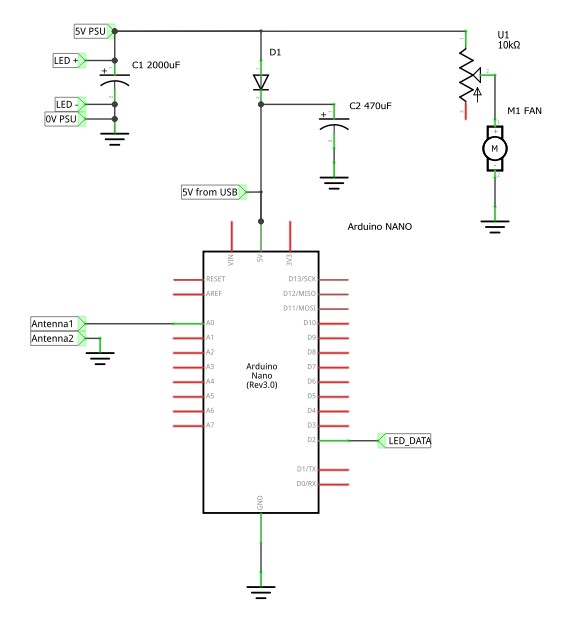 5V PSU
U1
10kΩ
D1
LED +
C1 2000uF
+
LED -
0V PSU
C2 470uF
+
M1 FAN
+
M
-
5V from USB
Arduino NANO
VIN
5V
3V3
RESET
D13/SCK
AREF
D12/MISO
D11/MOSI
Antenna1
A0
D10
Antenna2
A1
D9
A2
D8
A3
D7
Arduino
Nano
(Rev3.0)
A4
D6
A5
D5
A6
D4
A7
D3
D2
LED_DATA
D1/TX
D0/RX
GND